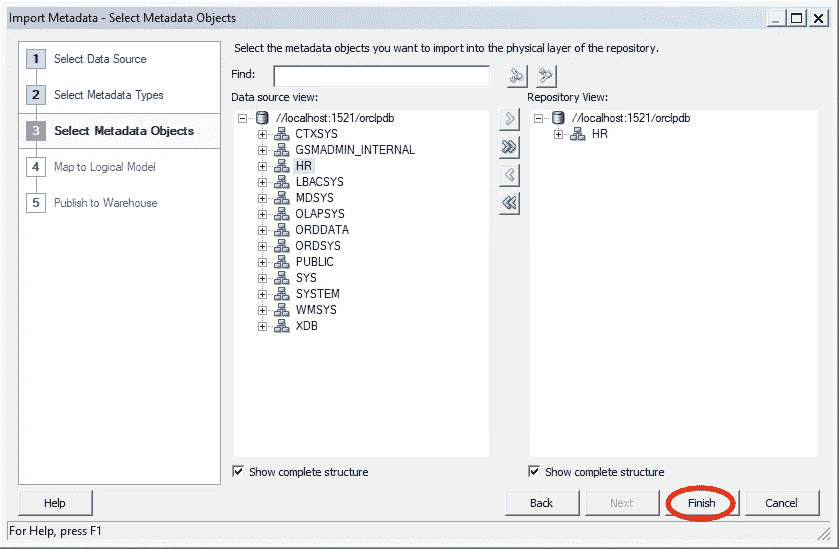 Import Metadata - Select Metadata Objects
1 Select Data Source
2 Select Metadata Types
3 Select Metadata Objects
4 Map to Logical Model
5 Publish to Warehouse
Select the metadata objects you want to import into the physical layer of the repository.
Find:
Data source view:
//localhost:1521/orclpdb
CTXSYS
GSMADMIN_INTERNAL
HR
LBACSYS
MDSYS
OLAPSYS
ORDDATA
ORDSYS
PUBLIC
SYS
SYSTEM
WMSYS
XDB
Show complete structure
Repository View:
//localhost:1521/orclpdb
HR
Show complete structure
Help
Back
Next
Finish
Cancel
For Help, press F1